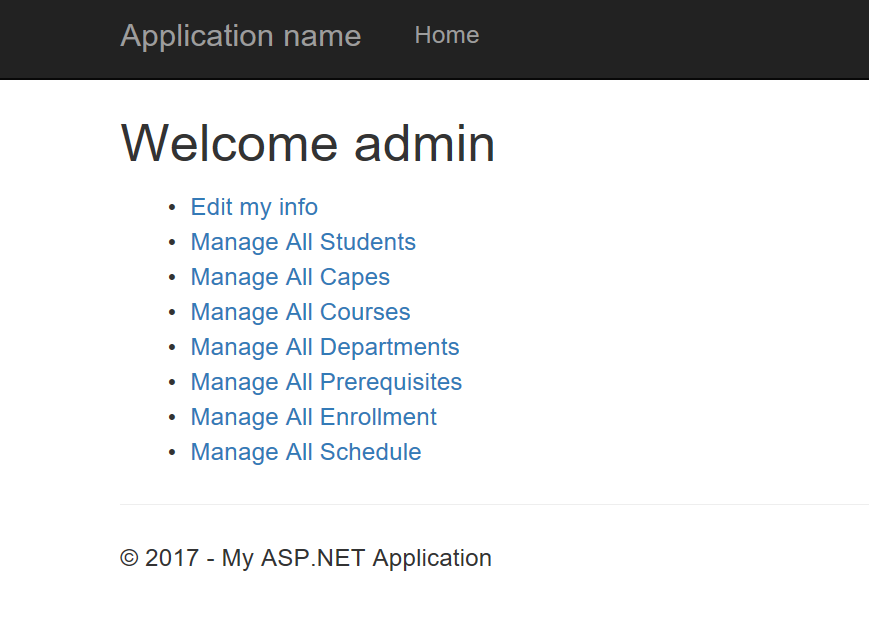 Application name Home
Welcome admin
• Edit my info
• Manage All Students
• Manage All Capes
• Manage All Courses
• Manage All Departments
• Manage All Prerequisites
• Manage All Enrollment
• Manage All Schedule
© 2017 - My ASP.NET Application